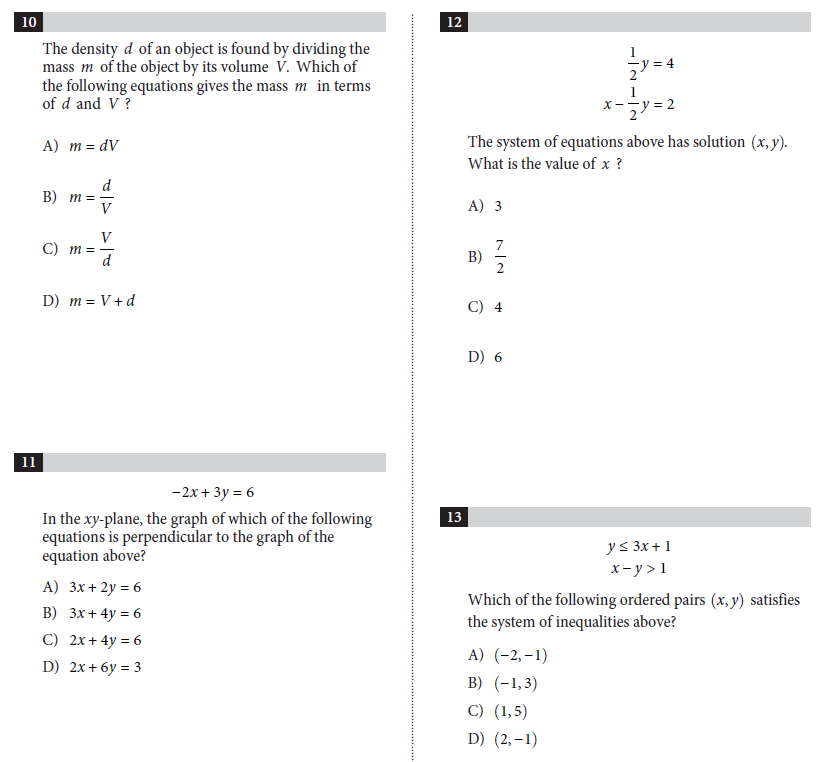 10
The density d of an object is found by dividing the
mass m of the object by its volume V. Which of
the following equations gives the mass m in terms
of d and V ?
A) m = dV
B) m = d/V
C) m = V/d
D) m = V + d
11
−2x + 3y = 6
In the xy-plane, the graph of which of the following
equations is perpendicular to the graph of the
equation above?
A) 3x + 2y = 6
B) 3x + 4y = 6
C) 2x + 4y = 6
D) 2x + 6y = 3
12
1/2 y = 4
x − 1/2 y = 2
The system of equations above has solution (x, y).
What is the value of x ?
A) 3
B) 7/2
C) 4
D) 6
13
y ≤ 3x + 1
x − y > 1
Which of the following ordered pairs (x, y) satisfies
the system of inequalities above?
A) (−2, −1)
B) (−1, 3)
C) (1, 5)
D) (2, −1)